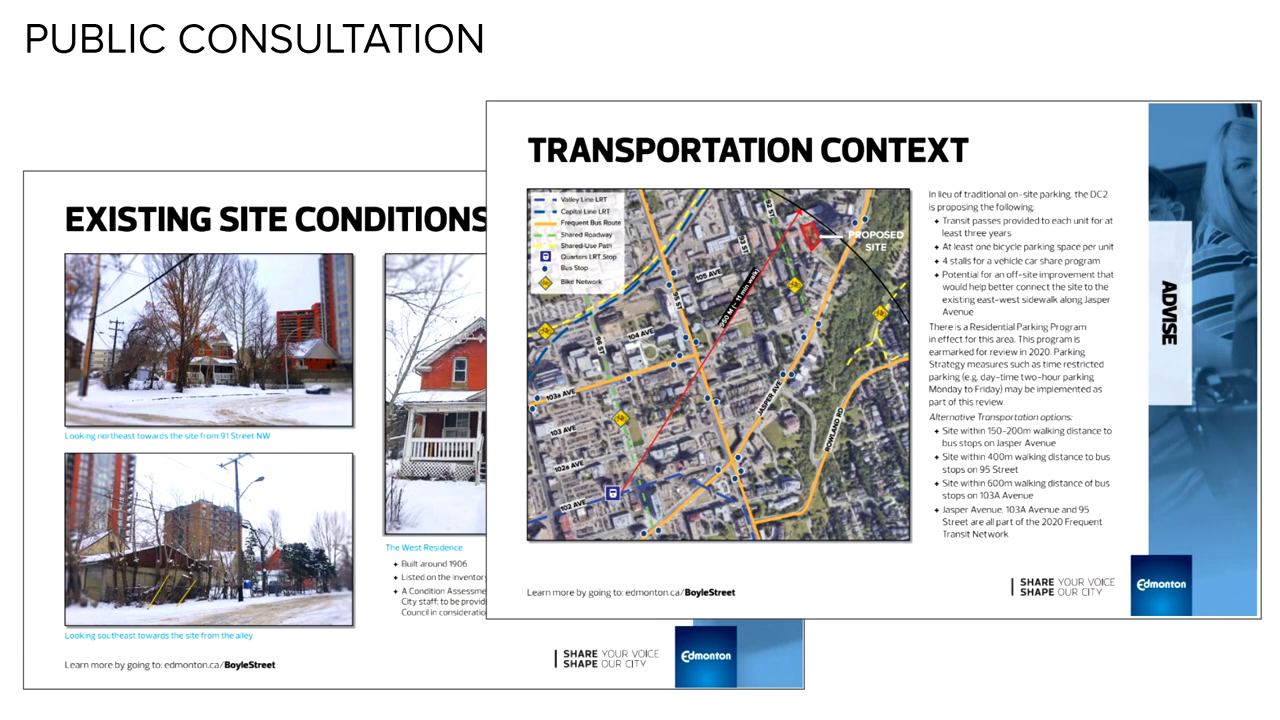 PUBLIC CONSULTATION
EXISTING SITE CONDITIONS
Looking northeast towards the site from 91 Street NW
Looking southeast towards the site from the alley
The West Residence
✦ Built around 1906
✦ Listed on the Inventory
✦ A Condition Assessme
City staff; to be provid
Council in consideratio
Learn more by going to: edmonton.ca/BoyleStreet
SHARE YOUR VOICE
SHAPE OUR CITY
Edmonton
TRANSPORTATION CONTEXT
Valley Line LRT
Capital Line LRT
Frequent Bus Route
Shared Roadway
Shared-Use Path
Quarters LRT Stop
Bus Stop
Bike Network
92 ST
93 ST
PROPOSED
SITE
105 AVE
95 ST
96 ST
104 AVE
103a AVE
103 AVE
102a AVE
102 AVE
JASPER AVE
ROWLAND RD
In lieu of traditional on-site parking, the DC2
is proposing the following:
✦ Transit passes provided to each unit for at
least three years
✦ At least one bicycle parking space per unit
✦ 4 stalls for a vehicle car share program
✦ Potential for an off-site improvement that
would help better connect the site to the
existing east-west sidewalk along Jasper
Avenue
There is a Residential Parking Program
in effect for this area. This program is
earmarked for review in 2020. Parking
Strategy measures such as time restricted
parking (e.g. day-time two-hour parking
Monday to Friday) may be implemented as
part of this review.
Alternative Transportation options:
✦ Site within 150-200m walking distance to
bus stops on Jasper Avenue
✦ Site within 400m walking distance to bus
stops on 95 Street
✦ Site within 600m walking distance of bus
stops on 103A Avenue
✦ Jasper Avenue, 103A Avenue and 95
Street are all part of the 2020 Frequent
Transit Network
ADVISE
Learn more by going to: edmonton.ca/BoyleStreet
SHARE YOUR VOICE
SHAPE OUR CITY
Edmonton